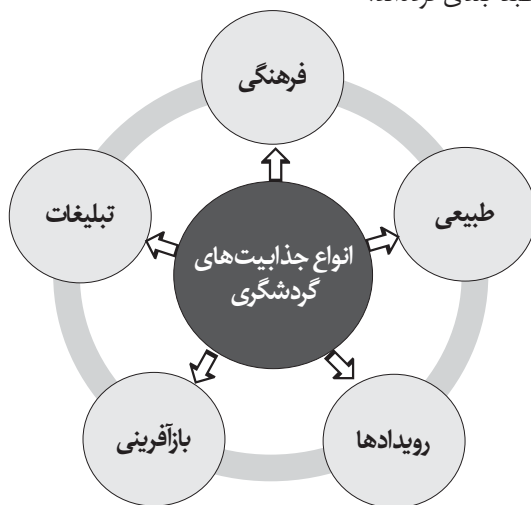 فرهنگی
طبیعی
تبلیغات
انواع جذابیت‌های
گردشگری
رویدادها
بازآفرینی